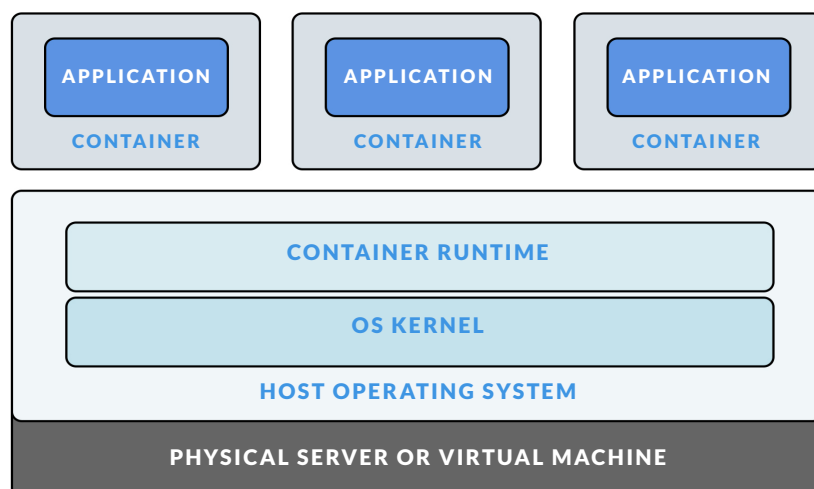 APPLICATION APPLICATION APPLICATION
CONTAINER CONTAINER CONTAINER
CONTAINER RUNTIME
OS KERNEL
HOST OPERATING SYSTEM
PHYSICAL SERVER OR VIRTUAL MACHINE